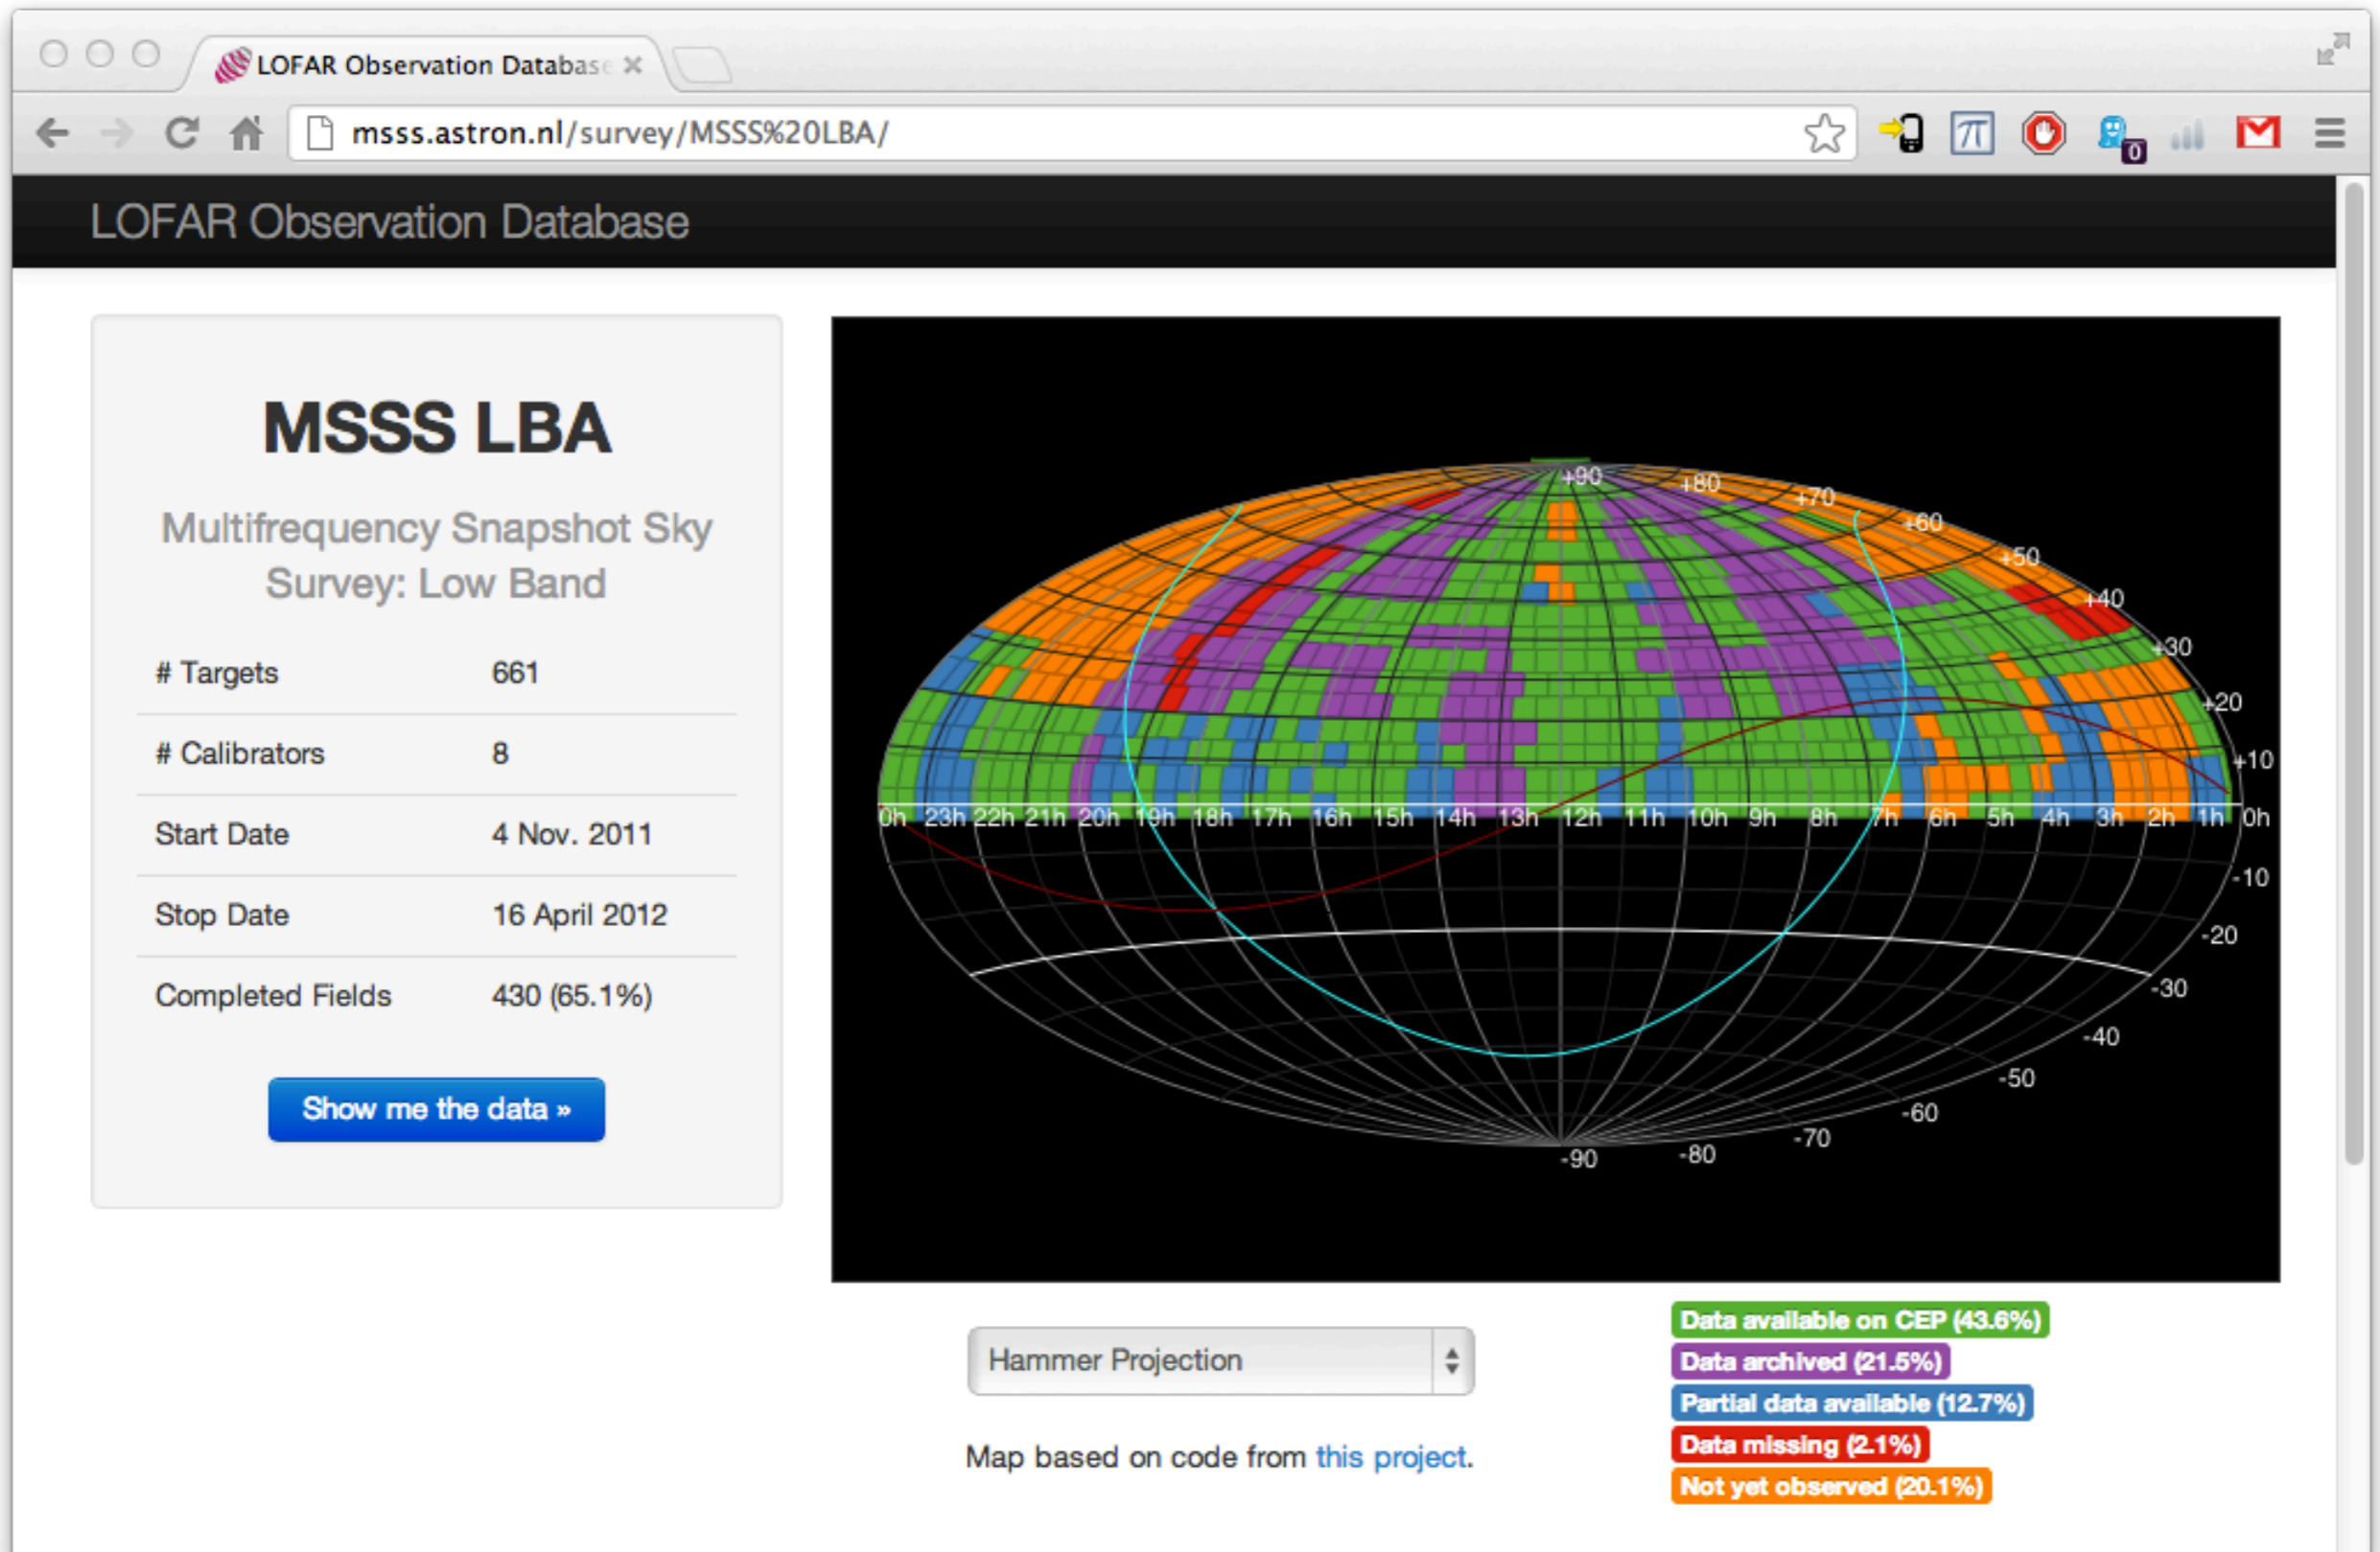 LOFAR Observation Database
msss.astron.nl/survey/MSSS%20LBA/
0
LOFAR Observation Database
MSSS LBA
Multifrequency Snapshot Sky
Survey: Low Band
# Targets 661
# Calibrators 8
Start Date 4 Nov. 2011
Stop Date 16 April 2012
Completed Fields 430 (65.1%)
Show me the data »
+90
+80
+70
+60
+50
+40
+30
+20
+10
0h 23h 22h 21h 20h 19h 18h 17h 16h 15h 14h 13h 12h 11h 10h 9h 8h 7h 6h 5h 4h 3h 2h 1h 0h
-10
-20
-30
-40
-50
-60
-70
-80
-90
Hammer Projection
Map based on code from this project.
Data available on CEP (43.6%)
Data archived (21.5%)
Partial data available (12.7%)
Data missing (2.1%)
Not yet observed (20.1%)